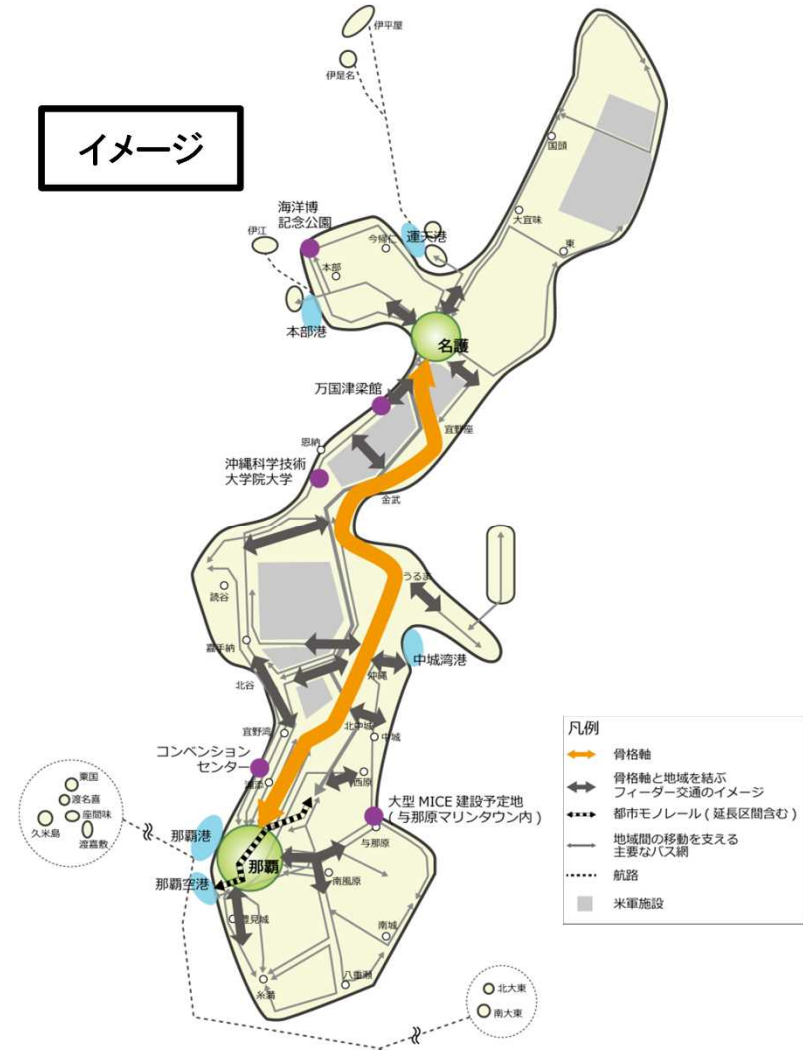 イメージ
伊平屋
伊是名
国頭
大宜味
東
海洋博
記念公園
今帰仁
運天港
伊江
本部
本部港
名護
万国津梁館
宜野座
恩納
沖縄科学技術
大学院大学
金武
うるま
読谷
嘉手納
中城湾港
沖縄
北谷
北中城
宜野湾
中城
コンベンション
センター
浦添
西原
大型 MICE 建設予定地
( 与那原マリンタウン内 )
与那原
粟国
渡名喜
座間味
久米島
渡嘉敷
那覇港
那覇
那覇空港
南風原
豊見城
南城
八重瀬
糸満
北大東
南大東
凡例
骨格軸
骨格軸と地域を結ぶ
フィーダー交通のイメージ
都市モノレール ( 延長区間含む )
地域間の移動を支える
主要なバス網
航路
米軍施設